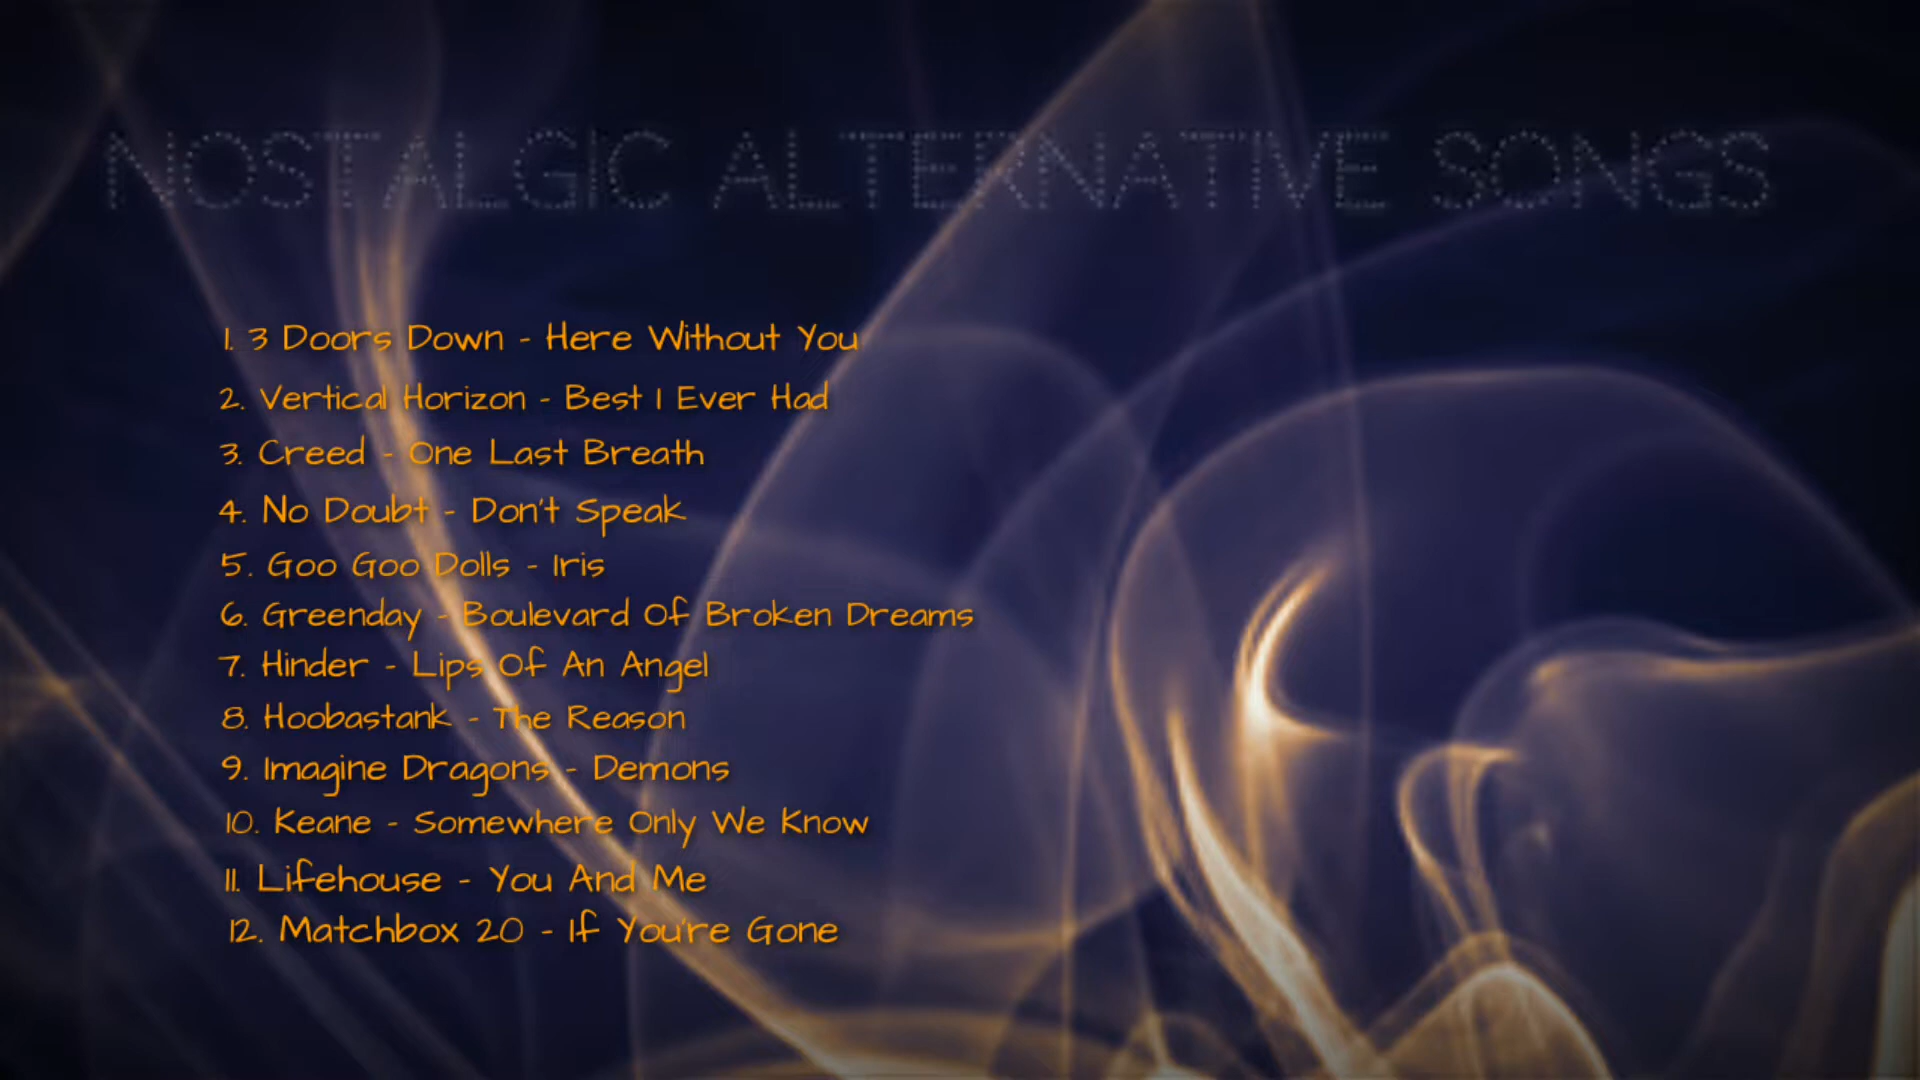 NOSTALGIC ALTERNATIVE SONGS
1. 3 Doors Down - Here Without You
2. Vertical Horizon - Best I Ever Had
3. Creed - One Last Breath
4. No Doubt - Don't Speak
5. Goo Goo Dolls - Iris
6. Greenday - Boulevard Of Broken Dreams
7. Hinder - Lips Of An Angel
8. Hoobastank - The Reason
9. Imagine Dragons - Demons
10. Keane - Somewhere Only We Know
11. Lifehouse - You And Me
12. Matchbox 20 - If You're Gone